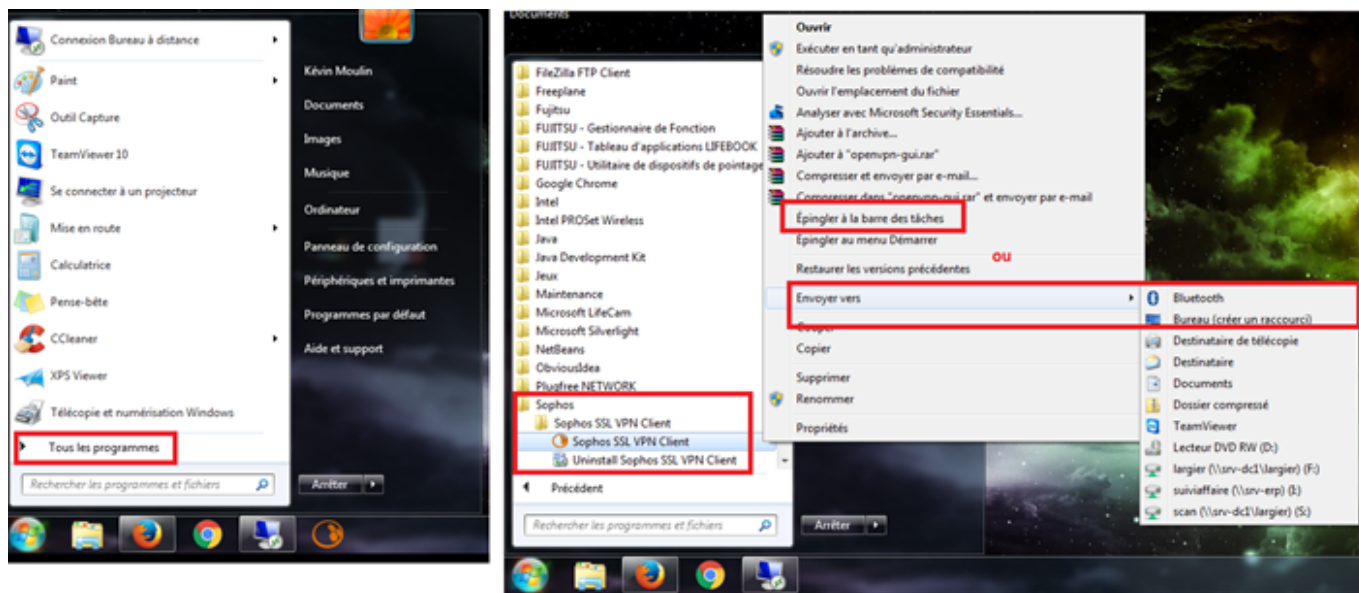 Connexion Bureau à distance
Paint
Outil Capture
TeamViewer 10
Se connecter à un projecteur
Mise en route
Calculatrice
Pense-bête
CCleaner
XPS Viewer
Télécopie et numérisation Windows
Tous les programmes
Rechercher les programmes et fichiers
Kévin Moulin
Documents
Images
Musique
Ordinateur
Panneau de configuration
Périphériques et imprimantes
Programmes par défaut
Aide et support
Arrêter
Documents
FileZilla FTP Client
Freeplane
Fujitsu
FUJITSU - Gestionnaire de Fonction
FUJITSU - Tableau d'applications LIFEBOOK
FUJITSU - Utilitaire de dispositifs de pointage
Google Chrome
Intel
Intel PROSet Wireless
Java
Java Development Kit
Jeux
Maintenance
Microsoft LifeCam
Microsoft Silverlight
NetBeans
ObviousIdea
Plugfree NETWORK
Sophos
Sophos SSL VPN Client
Sophos SSL VPN Client
Uninstall Sophos SSL VPN Client
Précédent
Rechercher les programmes et fichiers
Arrêter
Ouvrir
Exécuter en tant qu'administrateur
Résoudre les problèmes de compatibilité
Ouvrir l'emplacement du fichier
Analyser avec Microsoft Security Essentials...
Ajouter à l'archive...
Ajouter à "openvpn-gui.rar"
Compresser et envoyer par e-mail...
Compresser dans "openvpn-gui.rar" et envoyer par e-mail
Épingler à la barre des tâches
Épingler au menu Démarrer
ou
Restaurer les versions précédentes
Envoyer vers
Couper
Copier
Supprimer
Renommer
Propriétés
Bluetooth
Bureau (créer un raccourci)
Destinataire de télécopie
Destinataire
Documents
Dossier compressé
TeamViewer
Lecteur DVD RW (D:)
largier (\\srv-dc1\largier) (F:)
suiviaffaire (\\srv-erp) (I:)
scan (\\srv-dc1\largier) (S:)